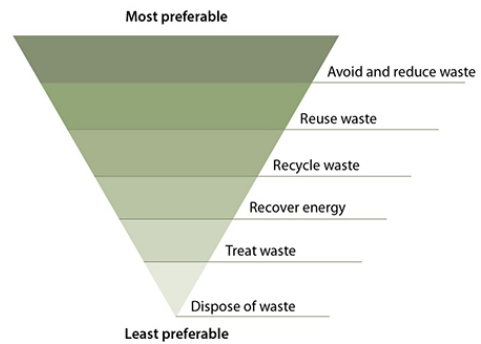 Most preferable
Avoid and reduce waste
Reuse waste
Recycle waste
Recover energy
Treat waste
Dispose of waste
Least preferable